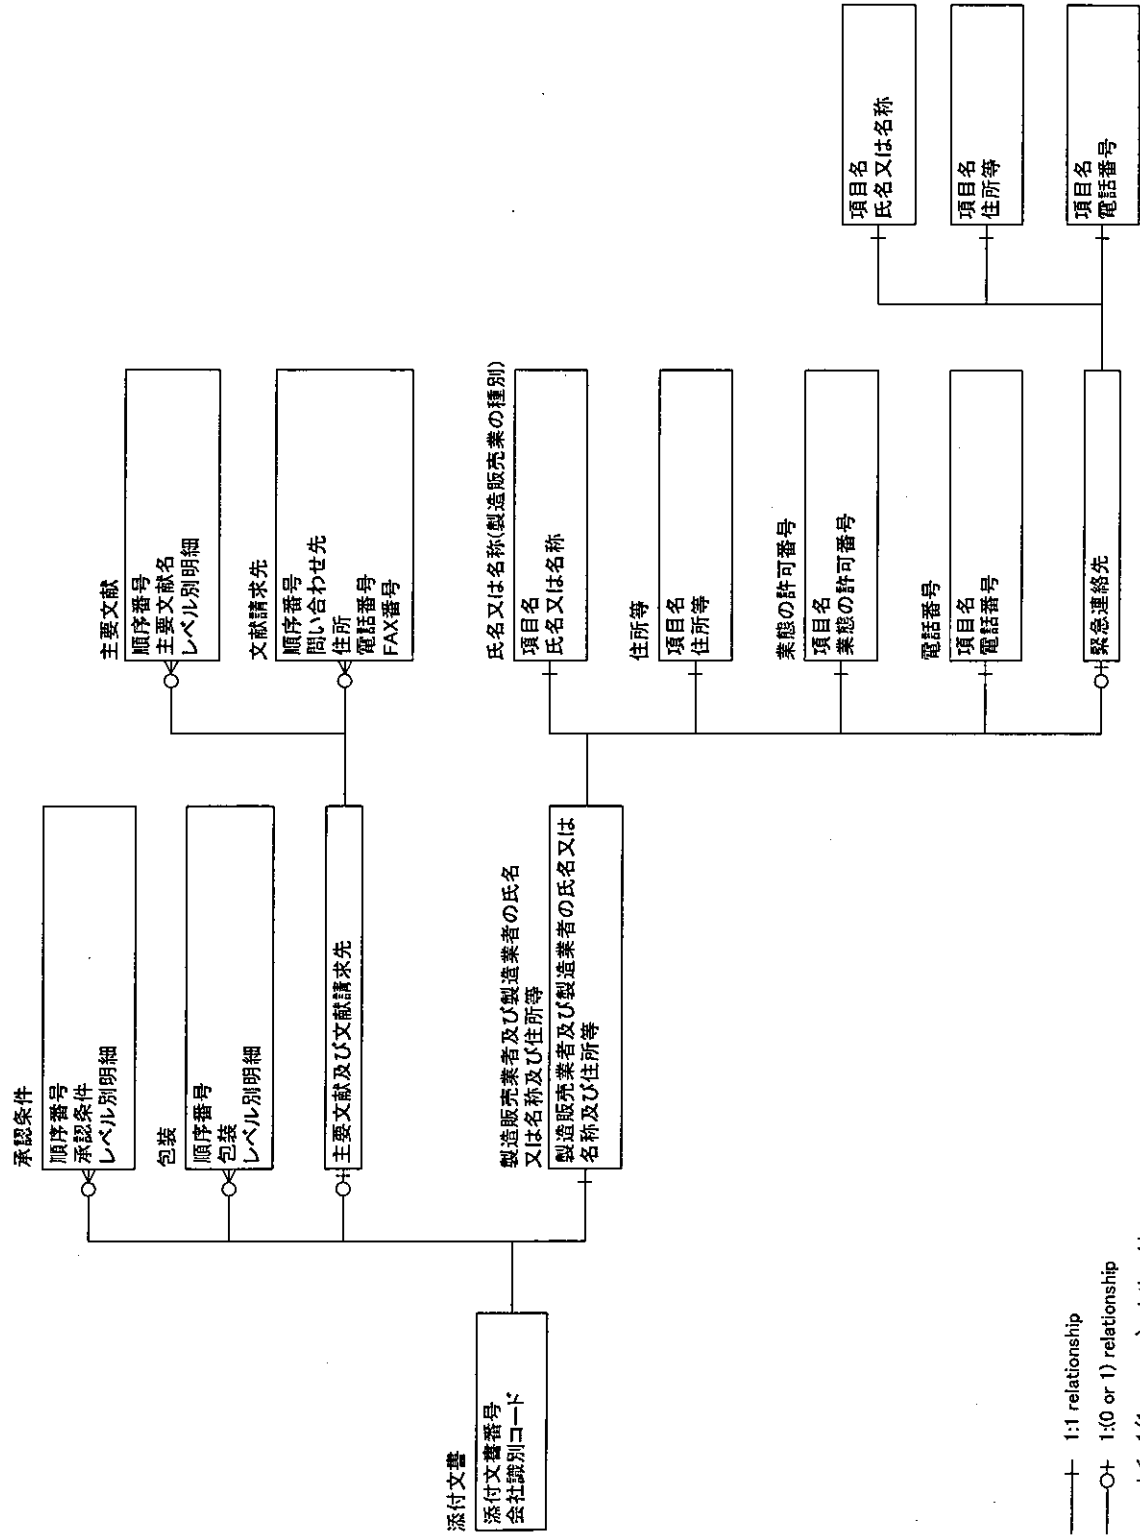 添付文書
添付文書番号
会社識別コード
承認条件
順序番号
承認条件
レベル別明細
包装
順序番号
包装
レベル別明細
主要文献及び文献請求先
製造販売業者及び製造業者の氏名
又は名称及び住所等
製造販売業者及び製造業者の氏名又は
名称及び住所等
主要文献
順序番号
主要文献名
レベル別明細
文献請求先
順序番号
問い合わせ先
住所
電話番号
FAX番号
氏名又は名称(製造販売業の種別)
項目名
氏名又は名称
住所等
項目名
住所等
業態の許可番号
項目名
業態の許可番号
電話番号
項目名
電話番号
緊急連絡先
項目名
氏名又は名称
項目名
住所等
項目名
電話番号
1:1 relationship
1:(0 or 1) relationship